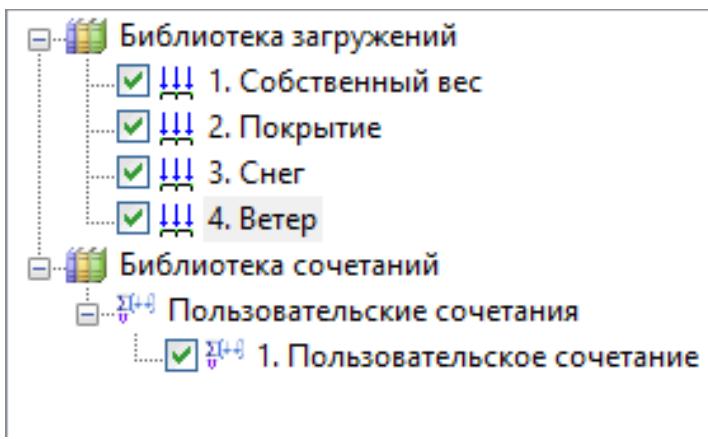 Библиотека загружений
1. Собственный вес
2. Покрытие
3. Снег
4. Ветер
Библиотека сочетаний
Пользовательские сочетания
1. Пользовательское сочетание